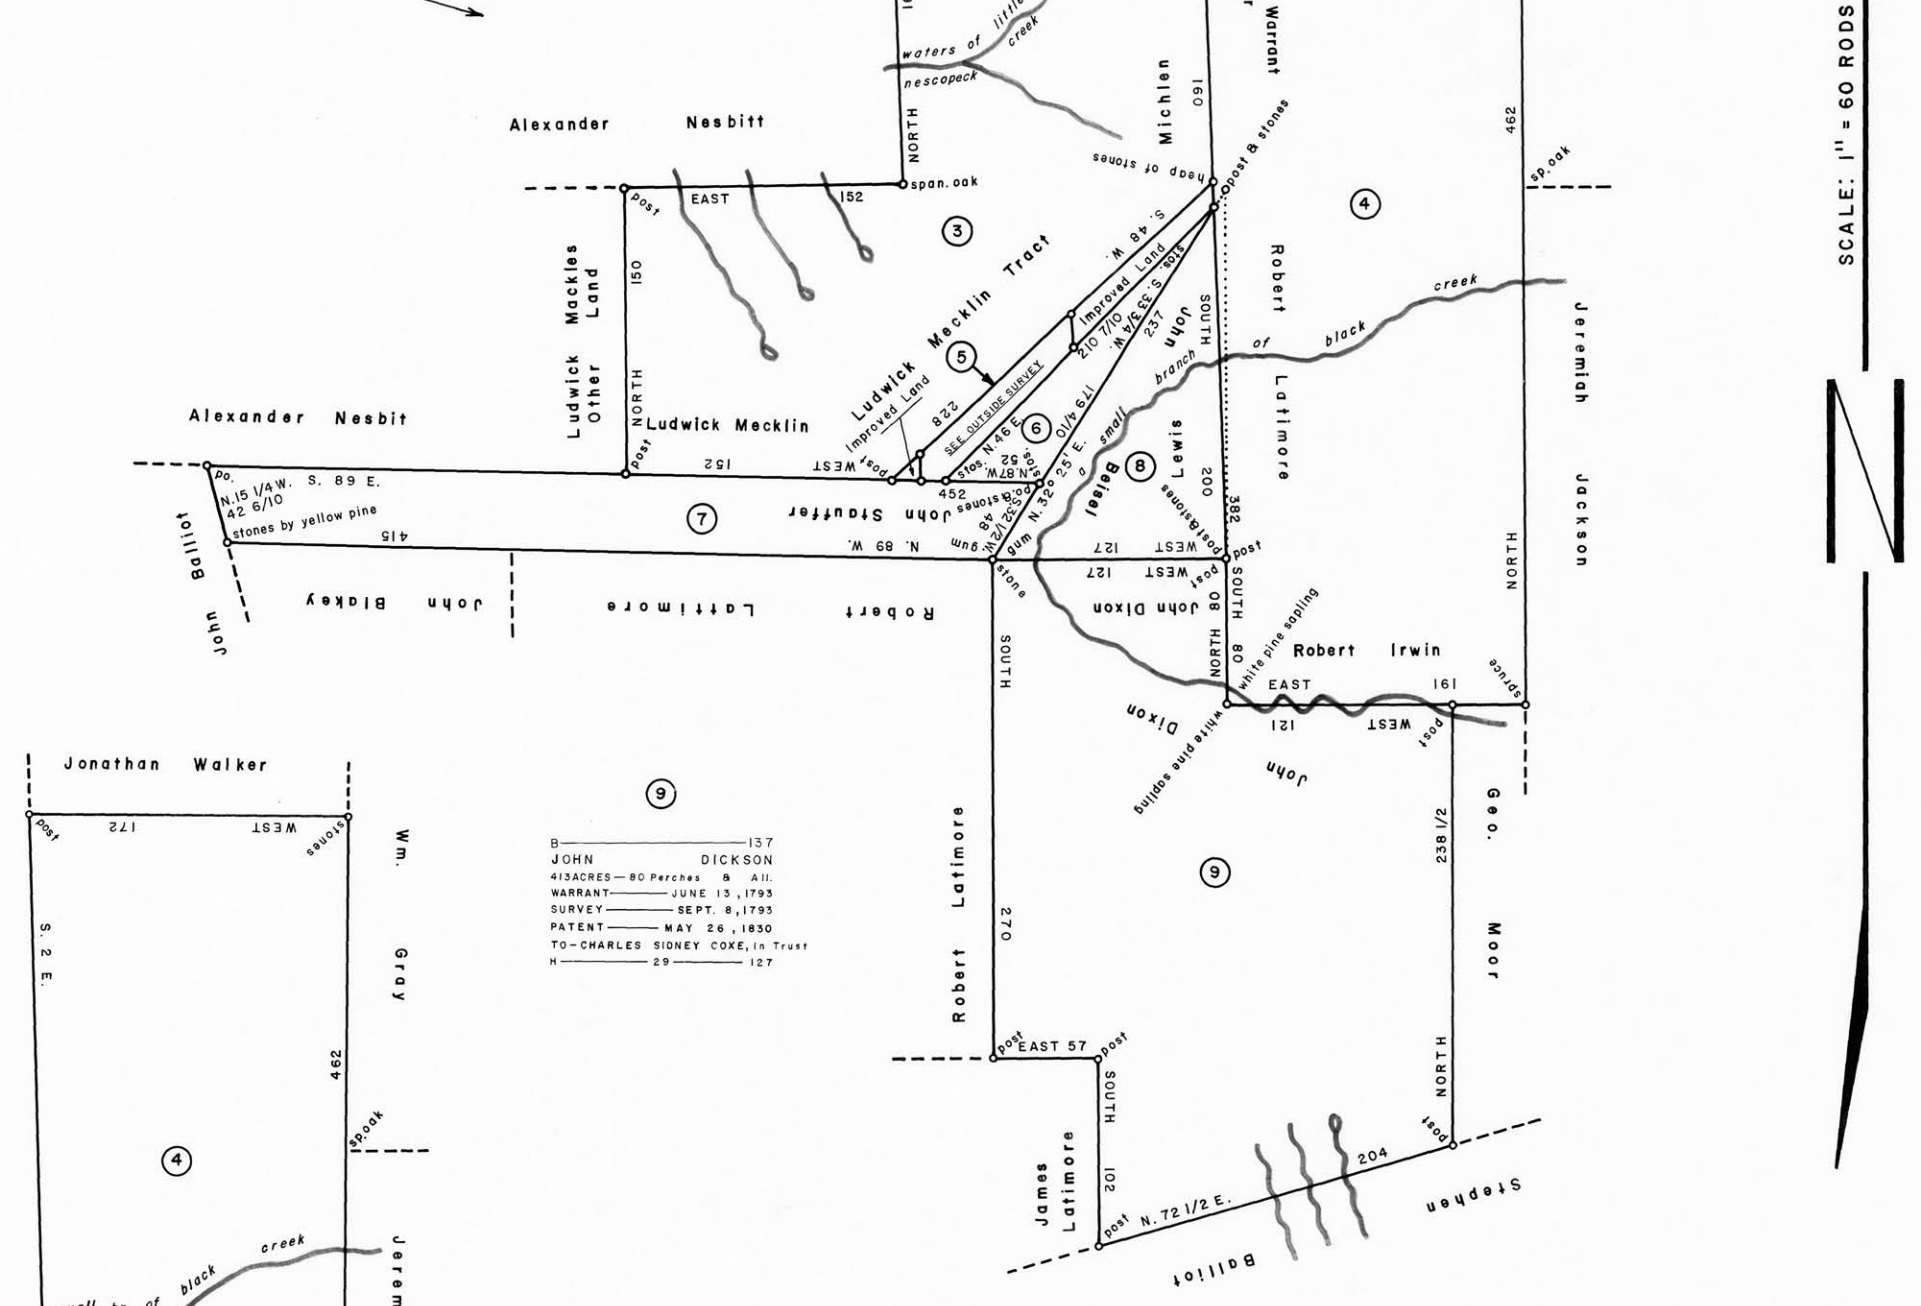 waters of little
creek
nescopeck
NORTH
Michlen
160
Warrant
462
SCALE: 1" = 60 RODS
Alexander Nesbitt
heap of stones
post & stones
sp. oak
span. oak
post
EAST 152
3
4
Ludwick Mackles
Other Land
150
NORTH
post
S. 48 W.
Improved Land
stos.
Ludwick Mecklin Tract
5
228
SEE OUTSIDE SURVEY
210 7/10
S. 33 3/4 W.
237
John
SOUTH
Robert Latimore
small branch of black creek
Jeremiah Jackson
Alexander Nesbit
Ludwick Mecklin
Improved Land
152 WEST
post
stos. N. 46 E.
6
179 4/10
N. 32° 25' E.
8
Lewis
Beisel
200
382
po.
N. 15 1/4 W. S. 89 E.
42 6/10
stones by yellow pine
415
7
John Stauffer
452
N. 87 W.
52
stos.
po. & stones
S. 32 1/2 W.
48
N. 89 W.
gum
gum
post & stones
post
127 WEST
127 WEST
post
stone
John Balliot
John Blakey
Robert Lattimore
John Dixon
SOUTH 80
NORTH 80
white pine sapling
Robert Irwin
EAST 191
spruce
NORTH
121 WEST
post
white pine sapling
John Dixon
SOUTH
270
Robert Latimore
Geo. Moor
238 1/2
NORTH
Jonathan Walker
post
172 WEST
stones
Wm. Gray
S. 2 E.
462
sp. oak
4
black creek
of
Jerem
9
B 137
JOHN DICKSON
413 ACRES — 80 Perches & All.
WARRANT JUNE 13, 1793
SURVEY SEPT. 8, 1793
PATENT MAY 26, 1830
TO — CHARLES SIDNEY COXE, In Trust
H 29 127
9
post
EAST 57
post
SOUTH
102
James Latimore
post
N. 72 1/2 E. 204
post
Stephen Balliot